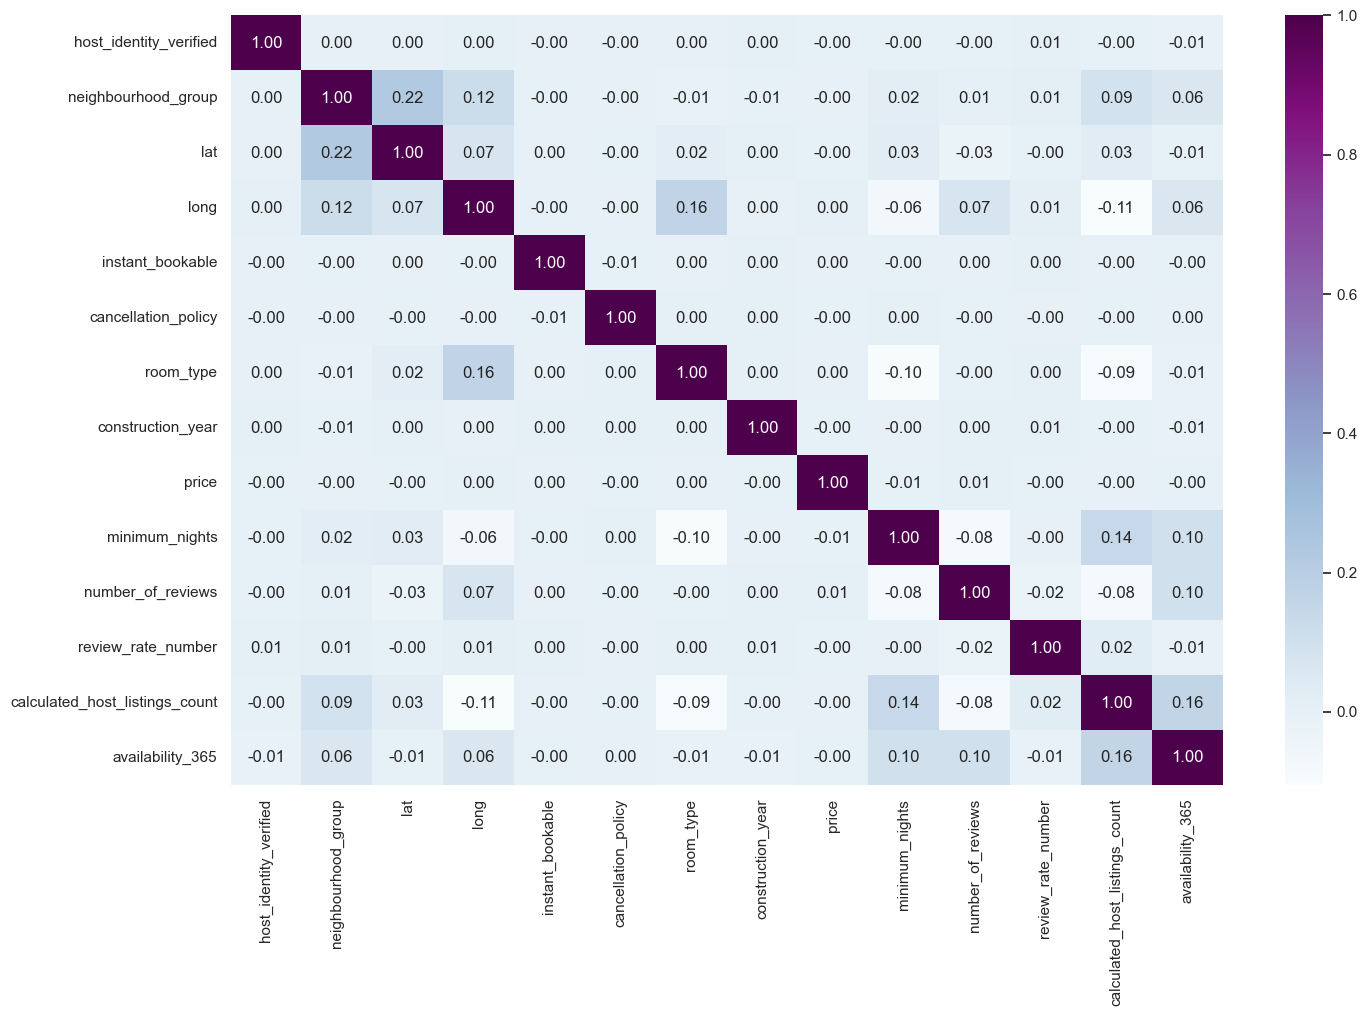 host_identity_verified 1.00 0.00 0.00 0.00 -0.00 -0.00 0.00 0.00 -0.00 -0.00 -0.00 0.01 -0.00 -0.01
neighbourhood_group 0.00 1.00 0.22 0.12 -0.00 -0.00 -0.01 -0.01 -0.00 0.02 0.01 0.01 0.09 0.06
lat 0.00 0.22 1.00 0.07 0.00 -0.00 0.02 0.00 -0.00 0.03 -0.03 -0.00 0.03 -0.01
long 0.00 0.12 0.07 1.00 -0.00 -0.00 0.16 0.00 0.00 -0.06 0.07 0.01 -0.11 0.06
instant_bookable -0.00 -0.00 0.00 -0.00 1.00 -0.01 0.00 0.00 0.00 -0.00 0.00 0.00 -0.00 -0.00
cancellation_policy -0.00 -0.00 -0.00 -0.00 -0.01 1.00 0.00 0.00 -0.00 0.00 -0.00 -0.00 -0.00 0.00
room_type 0.00 -0.01 0.02 0.16 0.00 0.00 1.00 0.00 0.00 -0.10 -0.00 0.00 -0.09 -0.01
construction_year 0.00 -0.01 0.00 0.00 0.00 0.00 0.00 1.00 -0.00 -0.00 0.00 0.01 -0.00 -0.01
price -0.00 -0.00 -0.00 0.00 0.00 -0.00 0.00 -0.00 1.00 -0.01 0.01 -0.00 -0.00 -0.00
minimum_nights -0.00 0.02 0.03 -0.06 -0.00 0.00 -0.10 -0.00 -0.01 1.00 -0.08 -0.00 0.14 0.10
number_of_reviews -0.00 0.01 -0.03 0.07 0.00 -0.00 -0.00 0.00 0.01 -0.08 1.00 -0.02 -0.08 0.10
review_rate_number 0.01 0.01 -0.00 0.01 0.00 -0.00 0.00 0.01 -0.00 -0.00 -0.02 1.00 0.02 -0.01
calculated_host_listings_count -0.00 0.09 0.03 -0.11 -0.00 -0.00 -0.09 -0.00 -0.00 0.14 -0.08 0.02 1.00 0.16
availability_365 -0.01 0.06 -0.01 0.06 -0.00 0.00 -0.01 -0.01 -0.00 0.10 0.10 -0.01 0.16 1.00
host_identity_verified
neighbourhood_group
lat
long
instant_bookable
cancellation_policy
room_type
construction_year
price
minimum_nights
number_of_reviews
review_rate_number
calculated_host_listings_count
availability_365
1.0
0.8
0.6
0.4
0.2
0.0